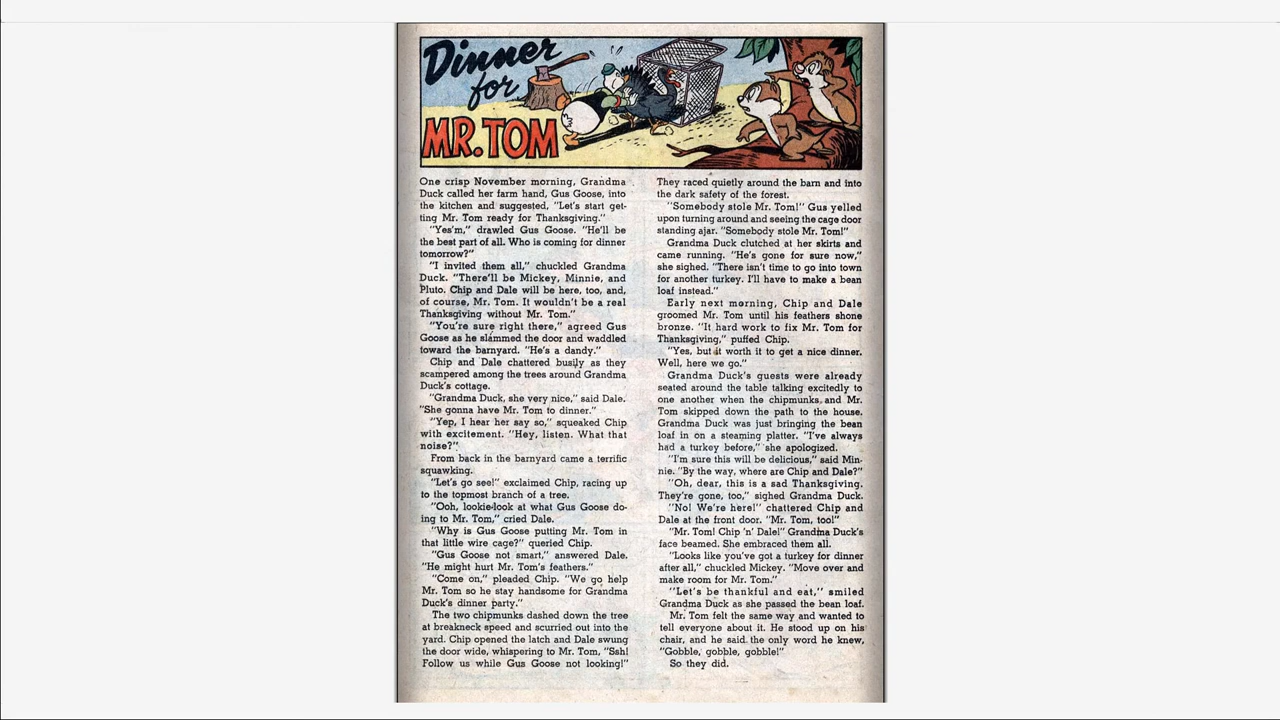 Dinner
for
MR. TOM
One crisp November morning, Grandma
Duck called her farm hand, Gus Goose, into
the kitchen and suggested, "Let's start get-
ting Mr. Tom ready for Thanksgiving."
"Yes'm," drawled Gus Goose. "He'll be
the best part of all. Who is coming for dinner
tomorrow?"
"I invited them all," chuckled Grandma
Duck. "There'll be Mickey, Minnie, and
Pluto. Chip and Dale will be here, too, and,
of course, Mr. Tom. It wouldn't be a real
Thanksgiving without Mr. Tom."
"You're sure right there," agreed Gus
Goose as he slammed the door and waddled
toward the barnyard. "He's a dandy."
Chip and Dale chattered busily as they
scampered among the trees around Grandma
Duck's cottage.
"Grandma Duck, she very nice," said Dale.
"She gonna have Mr. Tom to dinner."
"Yep, I hear her say so," squeaked Chip
with excitement. "Hey, listen. What that
noise?"
From back in the barnyard came a terrific
squawking.
"Let's go see!" exclaimed Chip, racing up
to the topmost branch of a tree.
"Ooh, lookie-look at what Gus Goose do-
ing to Mr. Tom," cried Dale.
"Why is Gus Goose putting Mr. Tom in
that little wire cage?" queried Chip.
"Gus Goose not smart," answered Dale.
"He might hurt Mr. Tom's feathers."
"Come on," pleaded Chip. "We go help
Mr. Tom so he stay handsome for Grandma
Duck's dinner party."
The two chipmunks dashed down the tree
at breakneck speed and scurried out into the
yard. Chip opened the latch and Dale swung
the door wide, whispering to Mr. Tom, "Ssh!
Follow us while Gus Goose not looking!"
They raced quietly around the barn and into
the dark safety of the forest.
"Somebody stole Mr. Tom!" Gus yelled
upon turning around and seeing the cage door
standing ajar. "Somebody stole Mr. Tom!"
Grandma Duck clutched at her skirts and
came running. "He's gone for sure now,"
she sighed. "There isn't time to go into town
for another turkey. I'll have to make a bean
loaf instead."
Early next morning, Chip and Dale
groomed Mr. Tom until his feathers shone
bronze. "It hard work to fix Mr. Tom for
Thanksgiving," puffed Chip.
"Yes, but it worth it to get a nice dinner.
Well, here we go."
Grandma Duck's guests were already
seated around the table talking excitedly to
one another when the chipmunks and Mr.
Tom skipped down the path to the house.
Grandma Duck was just bringing the bean
loaf in on a steaming platter. "I've always
had a turkey before," she apologized.
"I'm sure this will be delicious," said Min-
nie. "By the way, where are Chip and Dale?"
"Oh, dear, this is a sad Thanksgiving.
They're gone, too," sighed Grandma Duck.
"No! We're here!" chattered Chip and
Dale at the front door. "Mr. Tom, too!"
"Mr. Tom! Chip 'n' Dale!" Grandma Duck's
face beamed. She embraced them all.
"Looks like you've got a turkey for dinner
after all," chuckled Mickey. "Move over and
make room for Mr. Tom."
"Let's be thankful and eat," smiled
Grandma Duck as she passed the bean loaf.
Mr. Tom felt the same way and wanted to
tell everyone about it. He stood up on his
chair, and he said the only word he knew,
"Gobble, gobble, gobble!"
So they did.